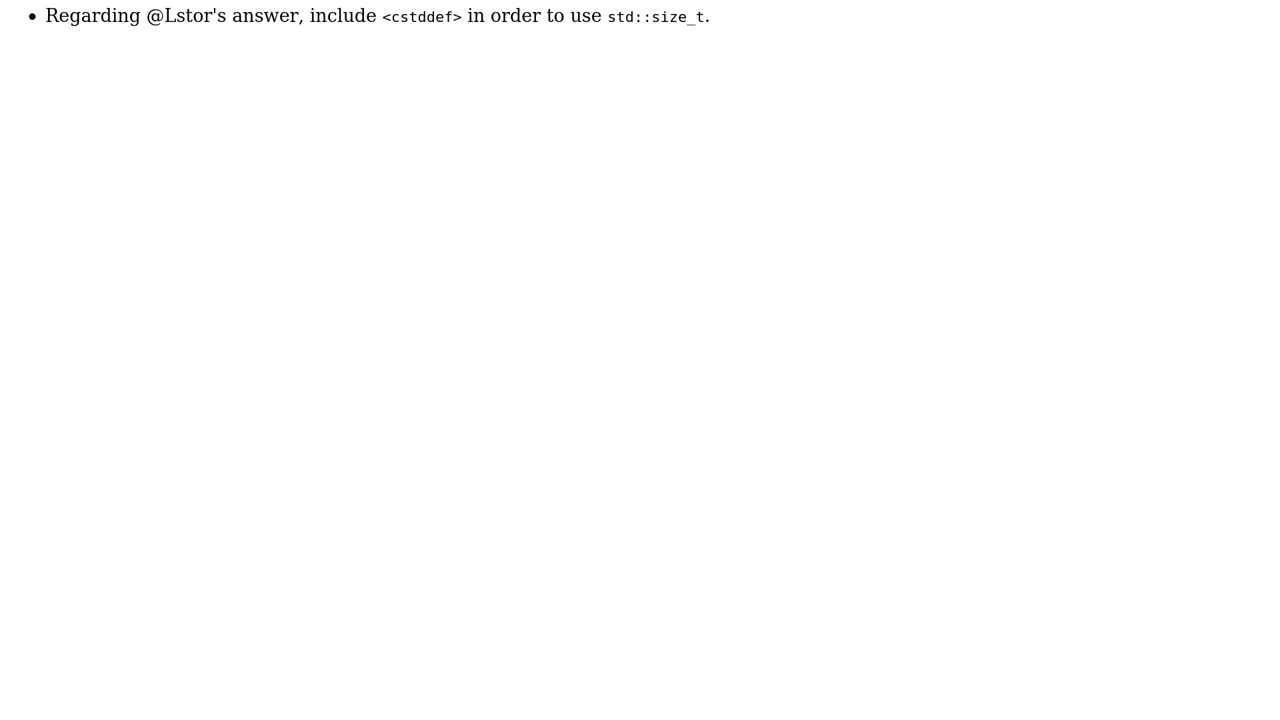 • Regarding @Lstor's answer, include <cstddef> in order to use std::size_t.